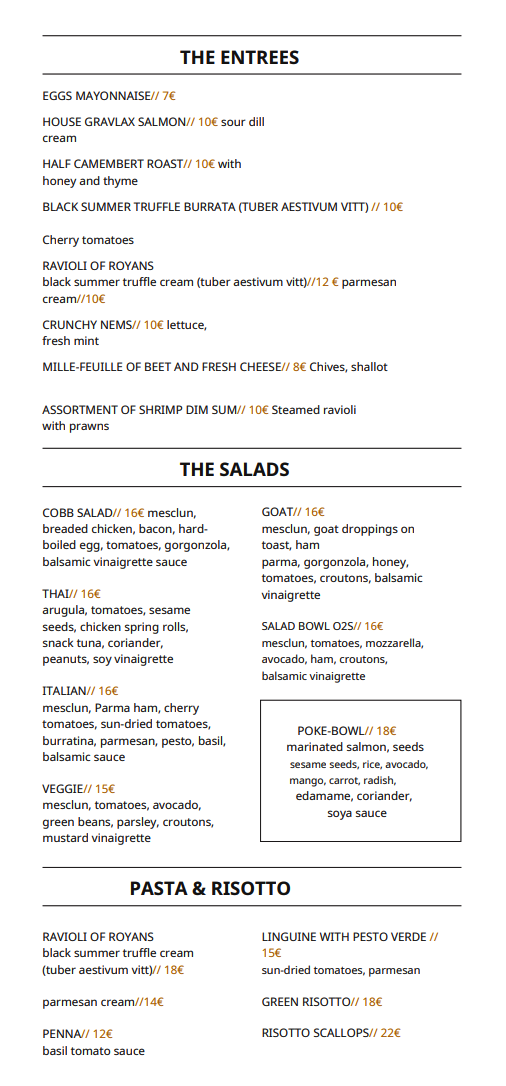 THE ENTREES
EGGS MAYONNAISE// 7€
HOUSE GRAVLAX SALMON// 10€ sour dill
cream
HALF CAMEMBERT ROAST// 10€ with
honey and thyme
BLACK SUMMER TRUFFLE BURRATA (TUBER AESTIVUM VITT) // 10€
Cherry tomatoes
RAVIOLI OF ROYANS
black summer truffle cream (tuber aestivum vitt)//12 € parmesan
cream//10€
CRUNCHY NEMS// 10€ lettuce,
fresh mint
MILLE-FEUILLE OF BEET AND FRESH CHEESE// 8€ Chives, shallot
ASSORTMENT OF SHRIMP DIM SUM// 10€ Steamed ravioli
with prawns
THE SALADS
COBB SALAD// 16€ mesclun,
breaded chicken, bacon, hard-
boiled egg, tomatoes, gorgonzola,
balsamic vinaigrette sauce
THAI// 16€
arugula, tomatoes, sesame
seeds, chicken spring rolls,
snack tuna, coriander,
peanuts, soy vinaigrette
ITALIAN// 16€
mesclun, Parma ham, cherry
tomatoes, sun-dried tomatoes,
burratina, parmesan, pesto, basil,
balsamic sauce
VEGGIE// 15€
mesclun, tomatoes, avocado,
green beans, parsley, croutons,
mustard vinaigrette
GOAT// 16€
mesclun, goat droppings on
toast, ham
parma, gorgonzola, honey,
tomatoes, croutons, balsamic
vinaigrette
SALAD BOWL O2S// 16€
mesclun, tomatoes, mozzarella,
avocado, ham, croutons,
balsamic vinaigrette
POKE-BOWL// 18€
marinated salmon, seeds
sesame seeds, rice, avocado,
mango, carrot, radish,
edamame, coriander,
soya sauce
PASTA & RISOTTO
RAVIOLI OF ROYANS
black summer truffle cream
(tuber aestivum vitt)// 18€
parmesan cream//14€
PENNA// 12€
basil tomato sauce
LINGUINE WITH PESTO VERDE //
15€
sun-dried tomatoes, parmesan
GREEN RISOTTO// 18€
RISOTTO SCALLOPS// 22€